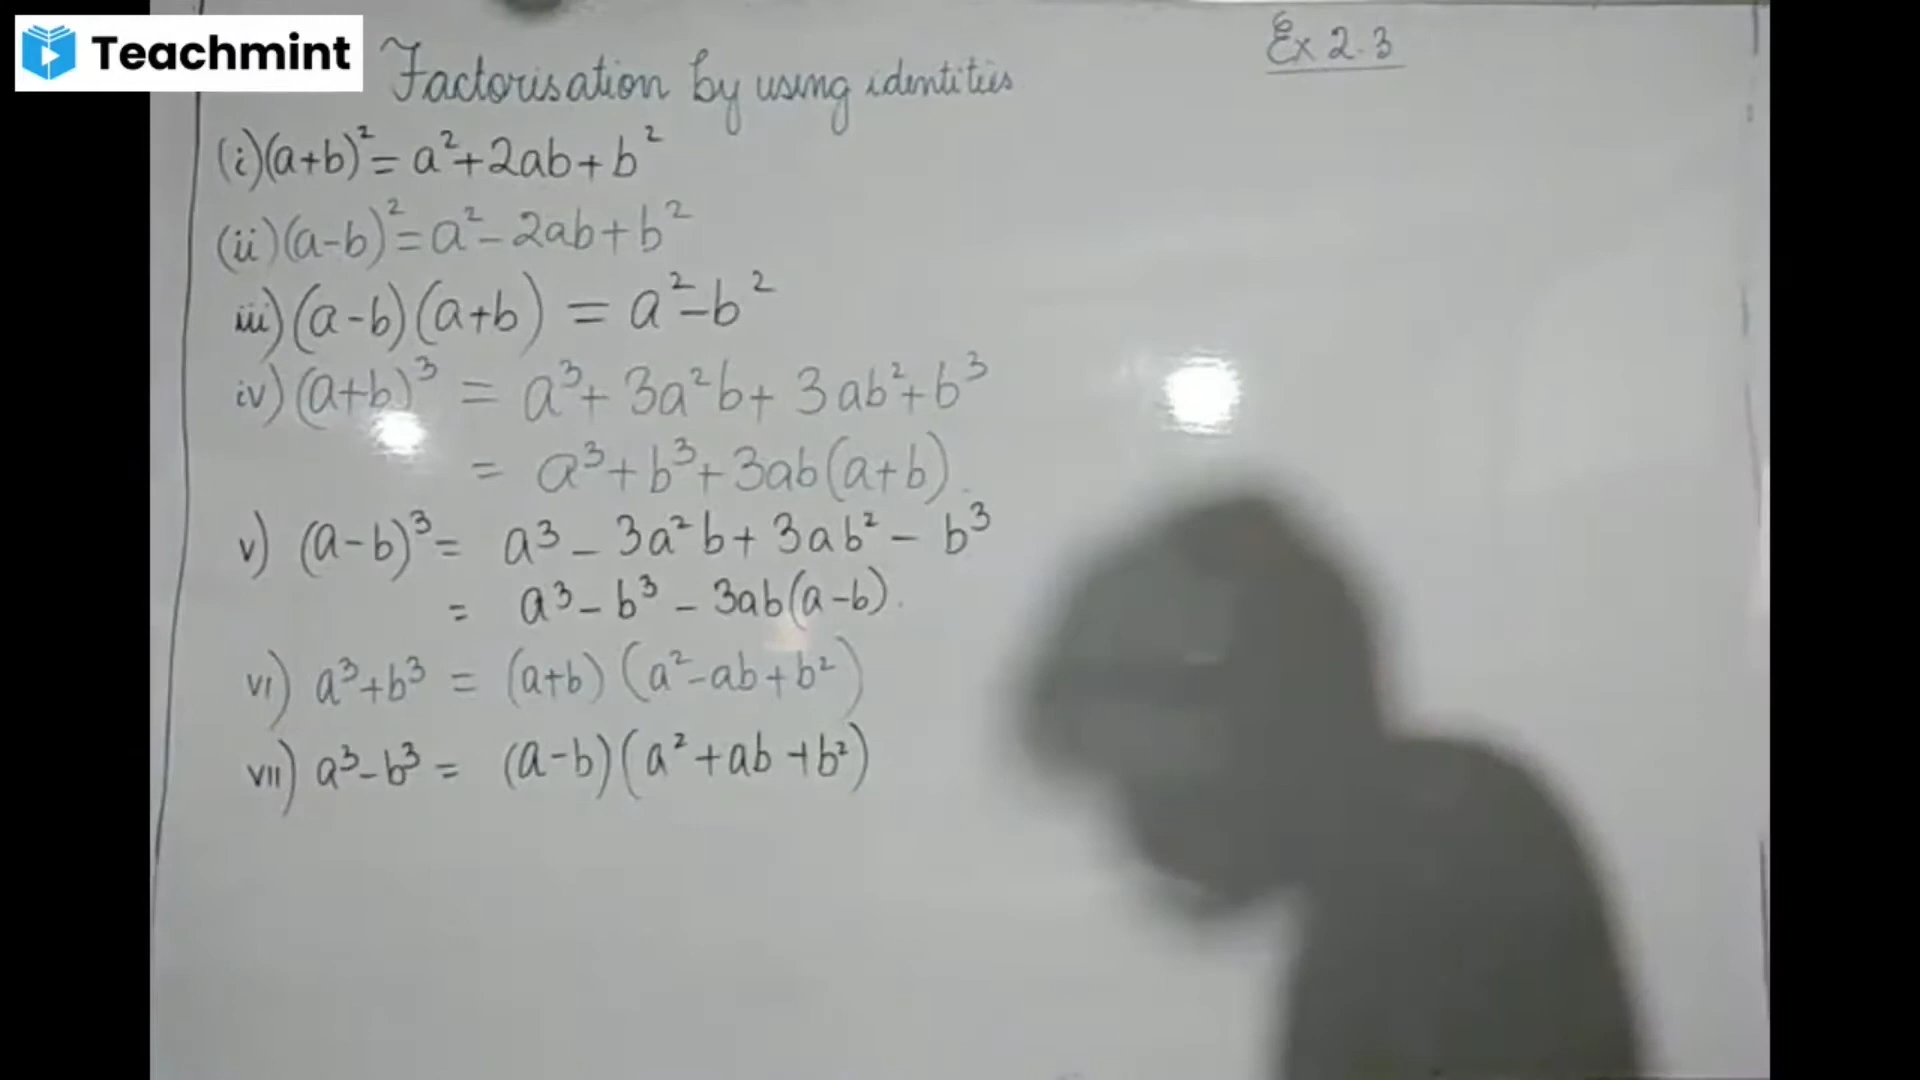 Teachmint
Factorisation by using identities
Ex 2.3
(i)(a+b)² = a²+2ab+b²
(ii)(a-b)² = a²-2ab+b²
iii)(a-b)(a+b) = a²-b²
iv)(a+b)³ = a³+3a²b+3ab²+b³
= a³+b³+3ab(a+b).
v) (a-b)³ = a³-3a²b+3ab²-b³
= a³-b³-3ab(a-b).
vi) a³+b³ = (a+b)(a²-ab+b²)
vii) a³-b³ = (a-b)(a²+ab+b²)